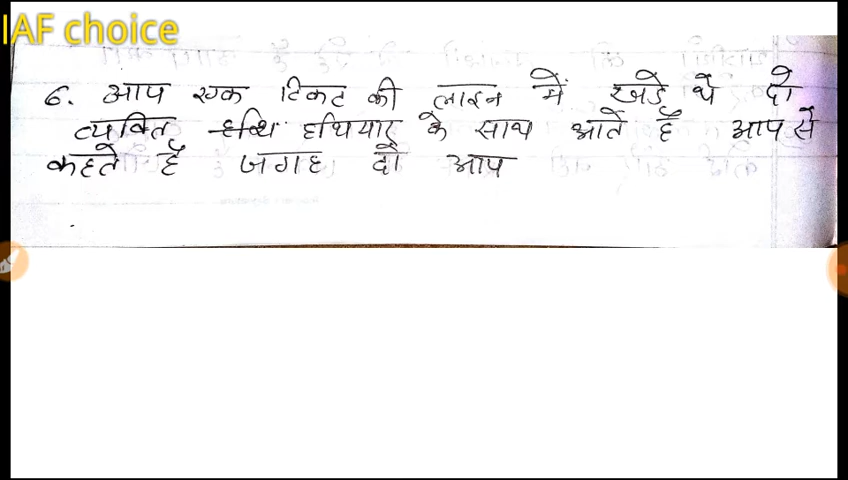 IAF choice
6. आप एक टिकट की लाइन में खडे थे दो
व्यक्ति हथि हथियार के साथ आते है आप से
कहते है जगह दो आप